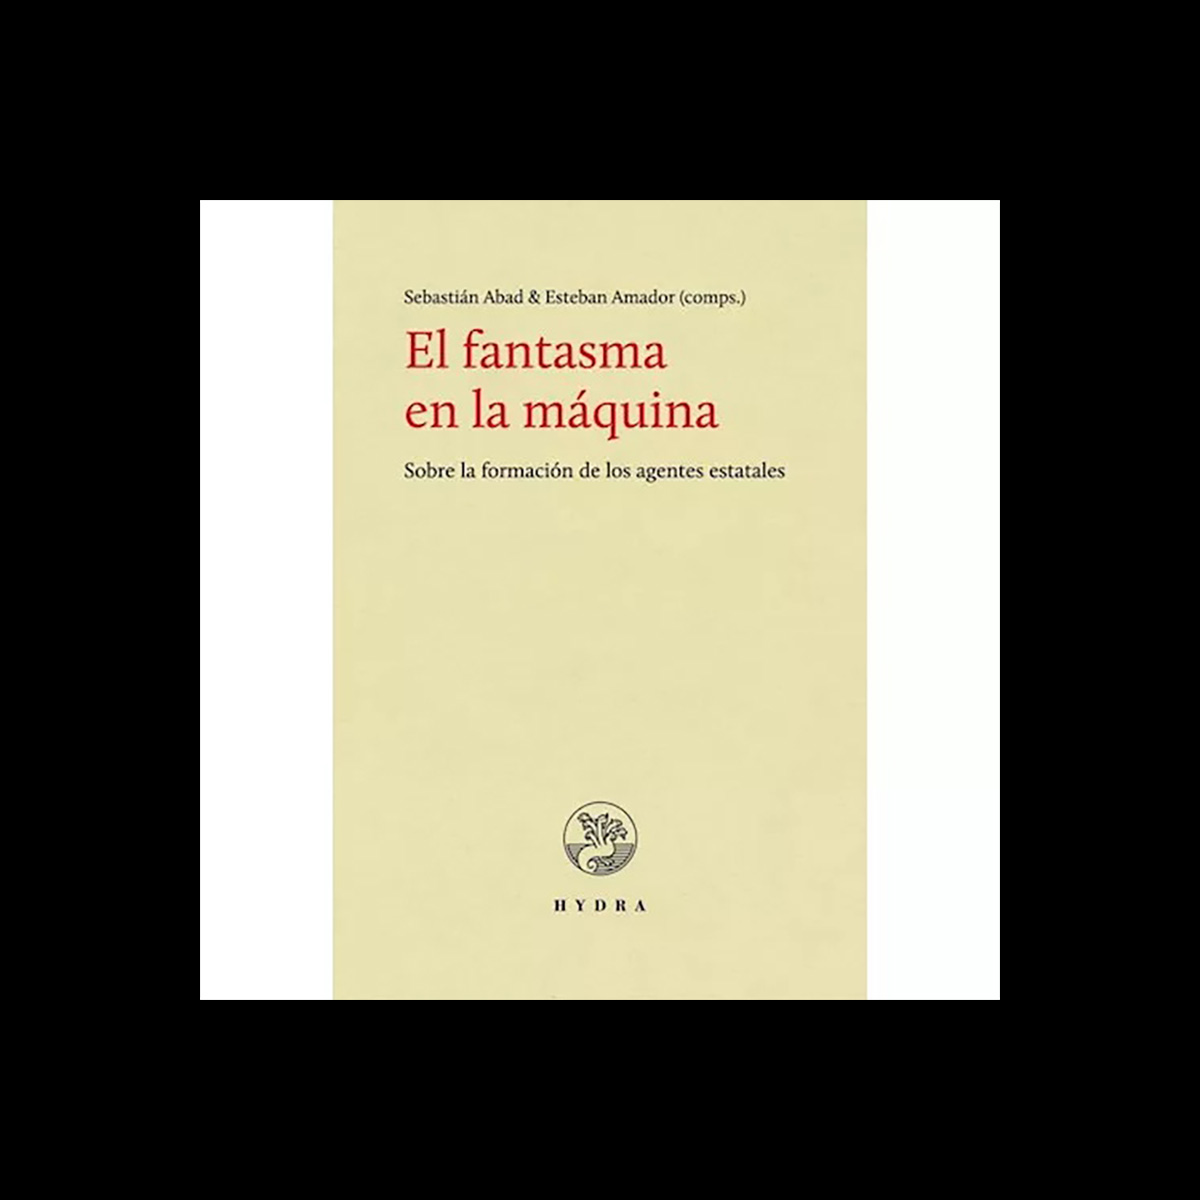 Sebastián Abad & Esteban Amador (comps.)
El fantasma
en la máquina
Sobre la formación de los agentes estatales
HYDRA